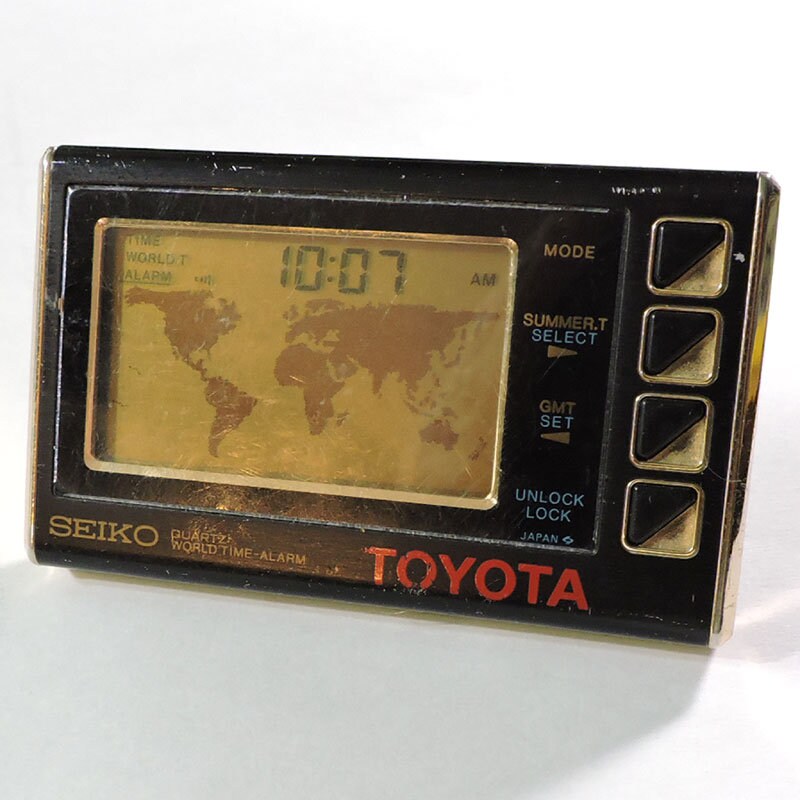 TIME
WORLD T
ALARM
10:07
AM
MODE
SUMMER.T
SELECT
GMT
SET
UNLOCK
LOCK
JAPAN
SEIKO
QUARTZ
WORLD TIME-ALARM
TOYOTA